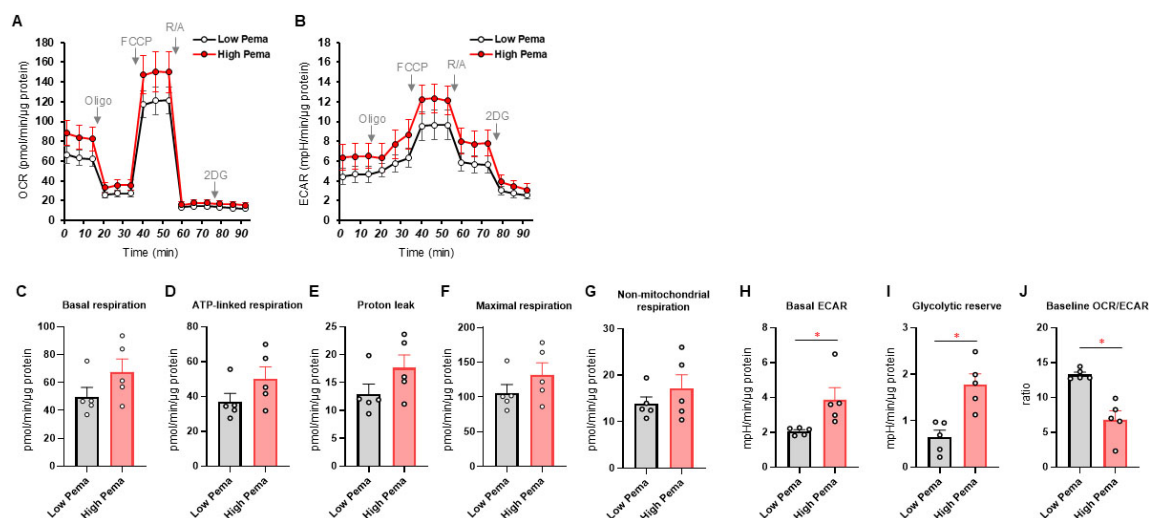 A
OCR (pmol/min/µg protein)
180
160
140
120
100
80
60
40
20
0
0 10 20 30 40 50 60 70 80 90
Time (min)
Oligo
FCCP
R/A
2DG
Low Pema
High Pema
B
ECAR (mpH/min/µg protein)
18
16
14
12
10
8
6
4
2
0
0 10 20 30 40 50 60 70 80 90
Time (min)
Oligo
FCCP
R/A
2DG
Low Pema
High Pema
C
Basal respiration
pmol/min/µg protein
100
80
60
40
20
0
Low Pema
High Pema
D
ATP-linked respiration
pmol/min/µg protein
80
60
40
20
0
Low Pema
High Pema
E
Proton leak
pmol/min/µg protein
25
20
15
10
5
0
Low Pema
High Pema
F
Maximal respiration
pmol/min/µg protein
200
150
100
50
0
Low Pema
High Pema
G
Non-mitochondrial
respiration
pmol/min/µg protein
30
20
10
0
Low Pema
High Pema
H
Basal ECAR
mpH/min/µg protein
8
6
4
2
0
*
Low Pema
High Pema
I
Glycolytic reserve
mpH/min/µg protein
3
2
1
0
*
Low Pema
High Pema
J
Baseline OCR/ECAR
ratio
20
15
10
5
0
*
Low Pema
High Pema